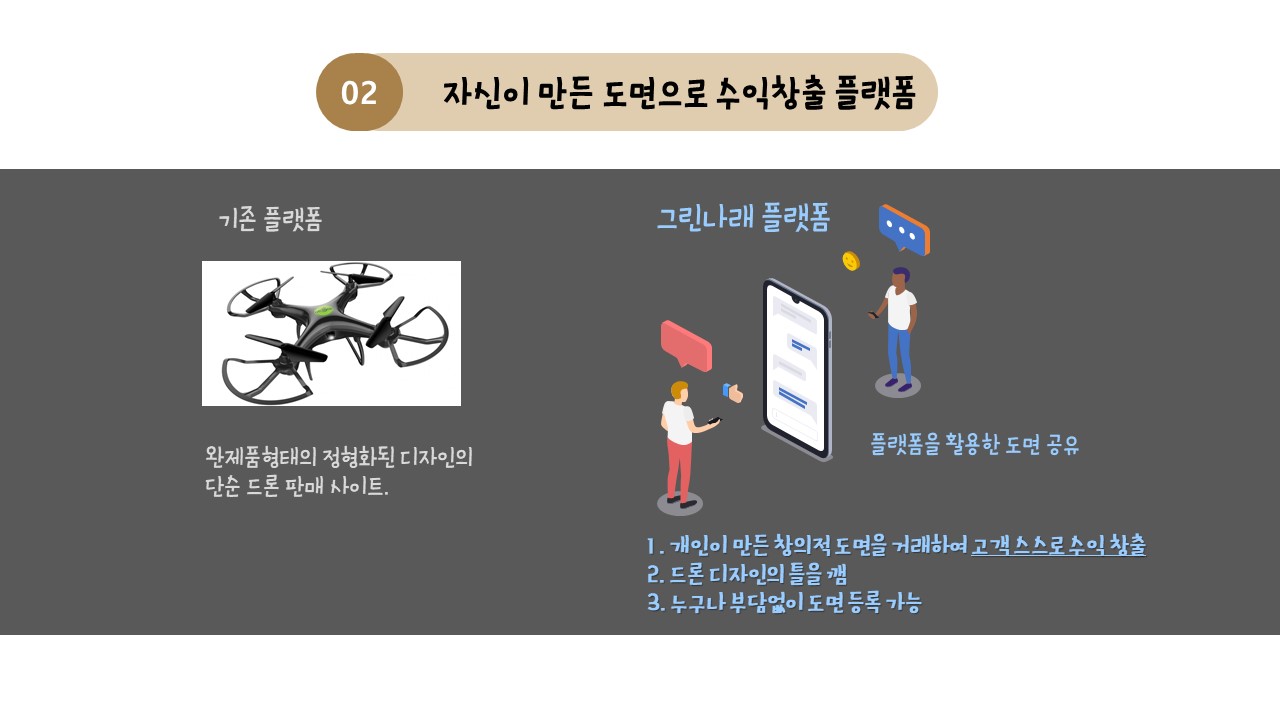 02
자신이 만든 도면으로 수익창출 플랫폼
기존 플랫폼
완제품형태의 정형화된 디자인의
단순 드론 판매 사이트.
그린나래 플랫폼
플랫폼을 활용한 도면 공유
1. 개인이 만든 창의적 도면을 거래하여 고객 스스로 수익 창출
2. 드론 디자인의 틀을 깸
3. 누구나 부담없이 도면 등록 가능